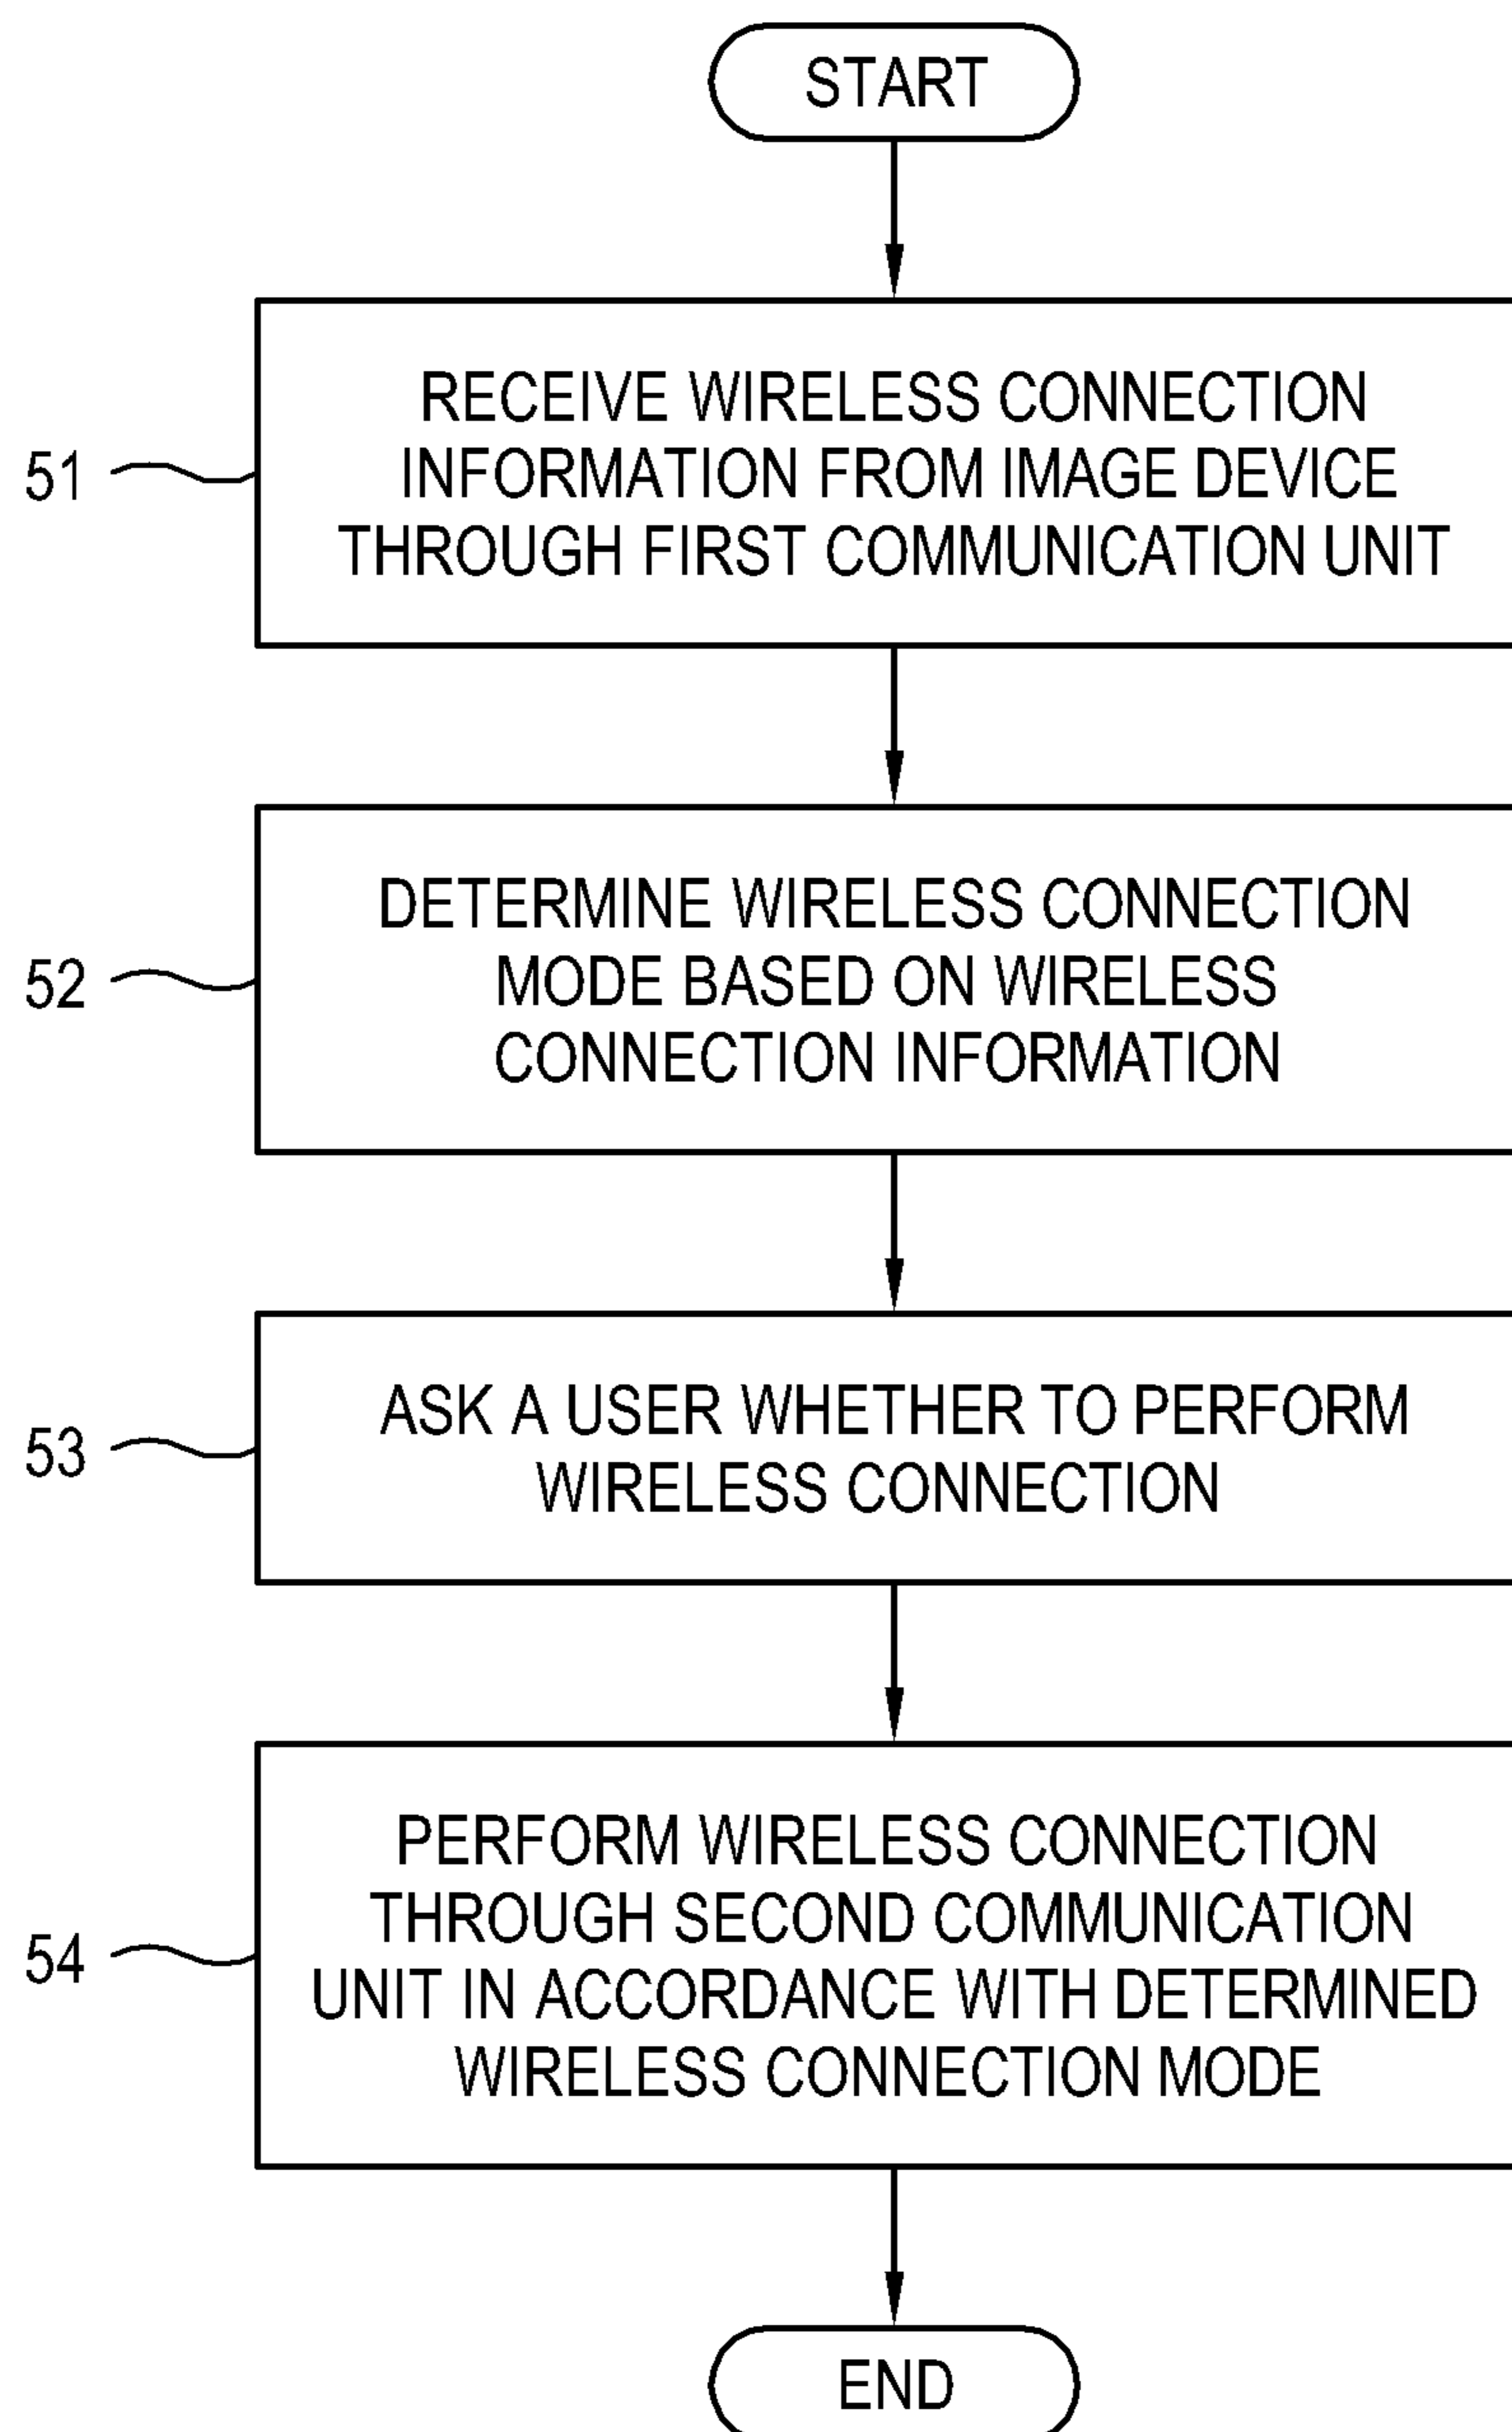 START
RECEIVE WIRELESS CONNECTION
INFORMATION FROM IMAGE DEVICE
THROUGH FIRST COMMUNICATION UNIT
51
DETERMINE WIRELESS CONNECTION
MODE BASED ON WIRELESS
CONNECTION INFORMATION
52
ASK A USER WHETHER TO PERFORM
WIRELESS CONNECTION
53
PERFORM WIRELESS CONNECTION
THROUGH SECOND COMMUNICATION
UNIT IN ACCORDANCE WITH DETERMINED
WIRELESS CONNECTION MODE
54
END